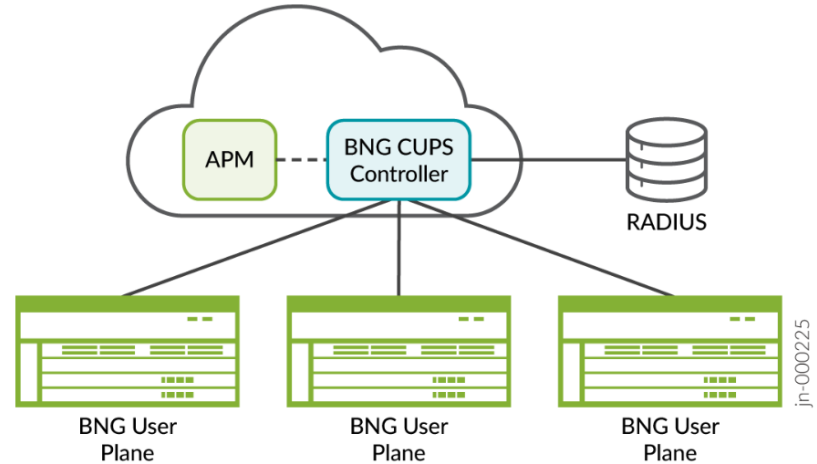 APM
BNG CUPS
Controller
RADIUS
BNG User
Plane
BNG User
Plane
BNG User
Plane
jn-000225